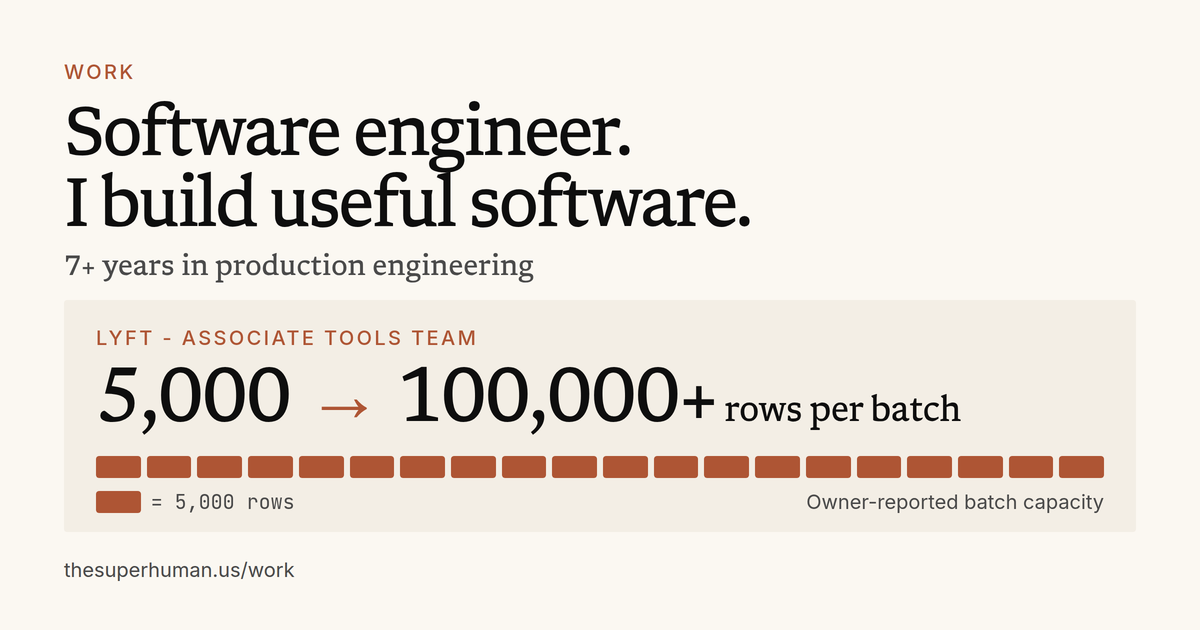 WORK
Software engineer.
I build useful software.
7+ years in production engineering
LYFT - ASSOCIATE TOOLS TEAM
5,000 → 100,000+ rows per batch
= 5,000 rows
Owner-reported batch capacity
thesuperhuman.us/work